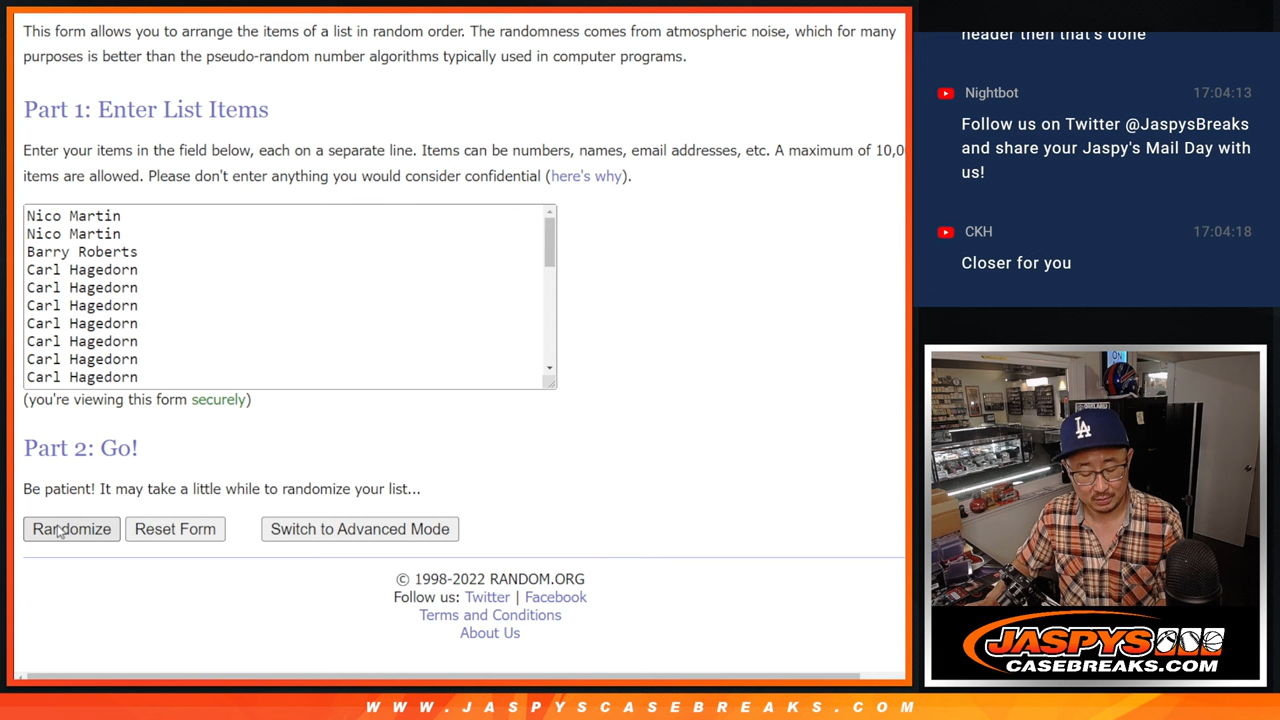 This form allows you to arrange the items of a list in random order. The randomness comes from atmospheric noise, which for many
purposes is better than the pseudo-random number algorithms typically used in computer programs.
Part 1: Enter List Items
Enter your items in the field below, each on a separate line. Items can be numbers, names, email addresses, etc. A maximum of 10,0
items are allowed. Please don't enter anything you would consider confidential (here's why).
Nico Martin
Nico Martin
Barry Roberts
Carl Hagedorn
Carl Hagedorn
Carl Hagedorn
Carl Hagedorn
Carl Hagedorn
Carl Hagedorn
Carl Hagedorn
(you're viewing this form securely)
Part 2: Go!
Be patient! It may take a little while to randomize your list...
Randomize Reset Form Switch to Advanced Mode
© 1998-2022 RANDOM.ORG
Follow us: Twitter | Facebook
Terms and Conditions
About Us
header then that's done
Nightbot 17:04:13
Follow us on Twitter @JaspysBreaks
and share your Jaspy's Mail Day with
us!
CKH 17:04:18
Closer for you
ON
LA
JASPYS
CASEBREAKS.COM
WWW.JASPYSCASEBREAKS.COM